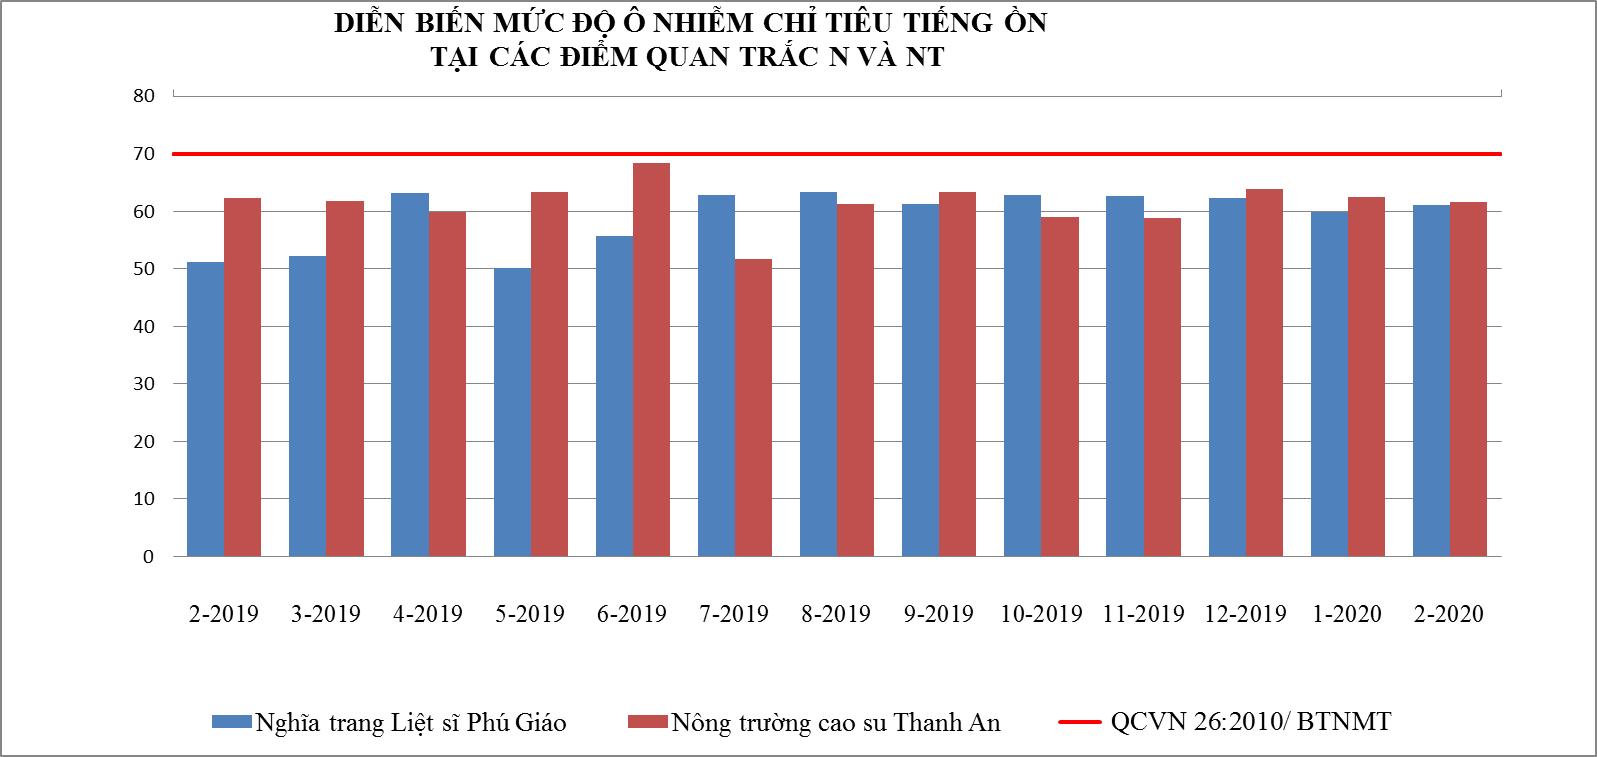 DIỄN BIẾN MỨC ĐỘ Ô NHIỄM CHỈ TIÊU TIẾNG ỒN
TẠI CÁC ĐIỂM QUAN TRẮC N VÀ NT
80
70
60
50
40
30
20
10
0
2-2019 3-2019 4-2019 5-2019 6-2019 7-2019 8-2019 9-2019 10-2019 11-2019 12-2019 1-2020 2-2020
Nghĩa trang Liệt sĩ Phú Giáo Nông trường cao su Thanh An QCVN 26:2010/ BTNMT